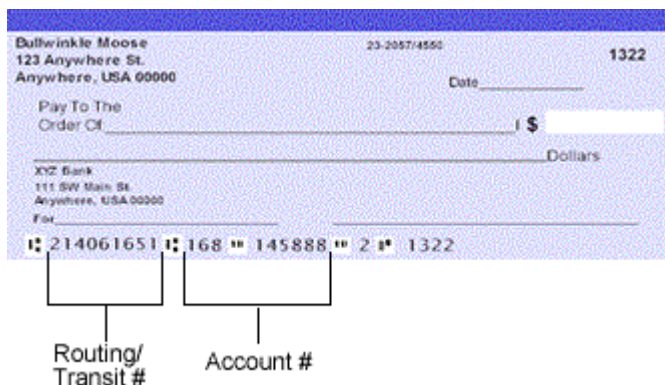 Bullwinkle Moose 23-2057/4550 1322
123 Anywhere St.
Anywhere, USA 00000 Date
Pay To The
Order Of $
Dollars
XYZ Bank
111 SW Main St.
Anywhere, USA 00000
For
⑆ 214061651 ⑆ 168 ⑈ 145888 ⑈ 2 ⑈ 1322
Routing/ Account #
Transit #